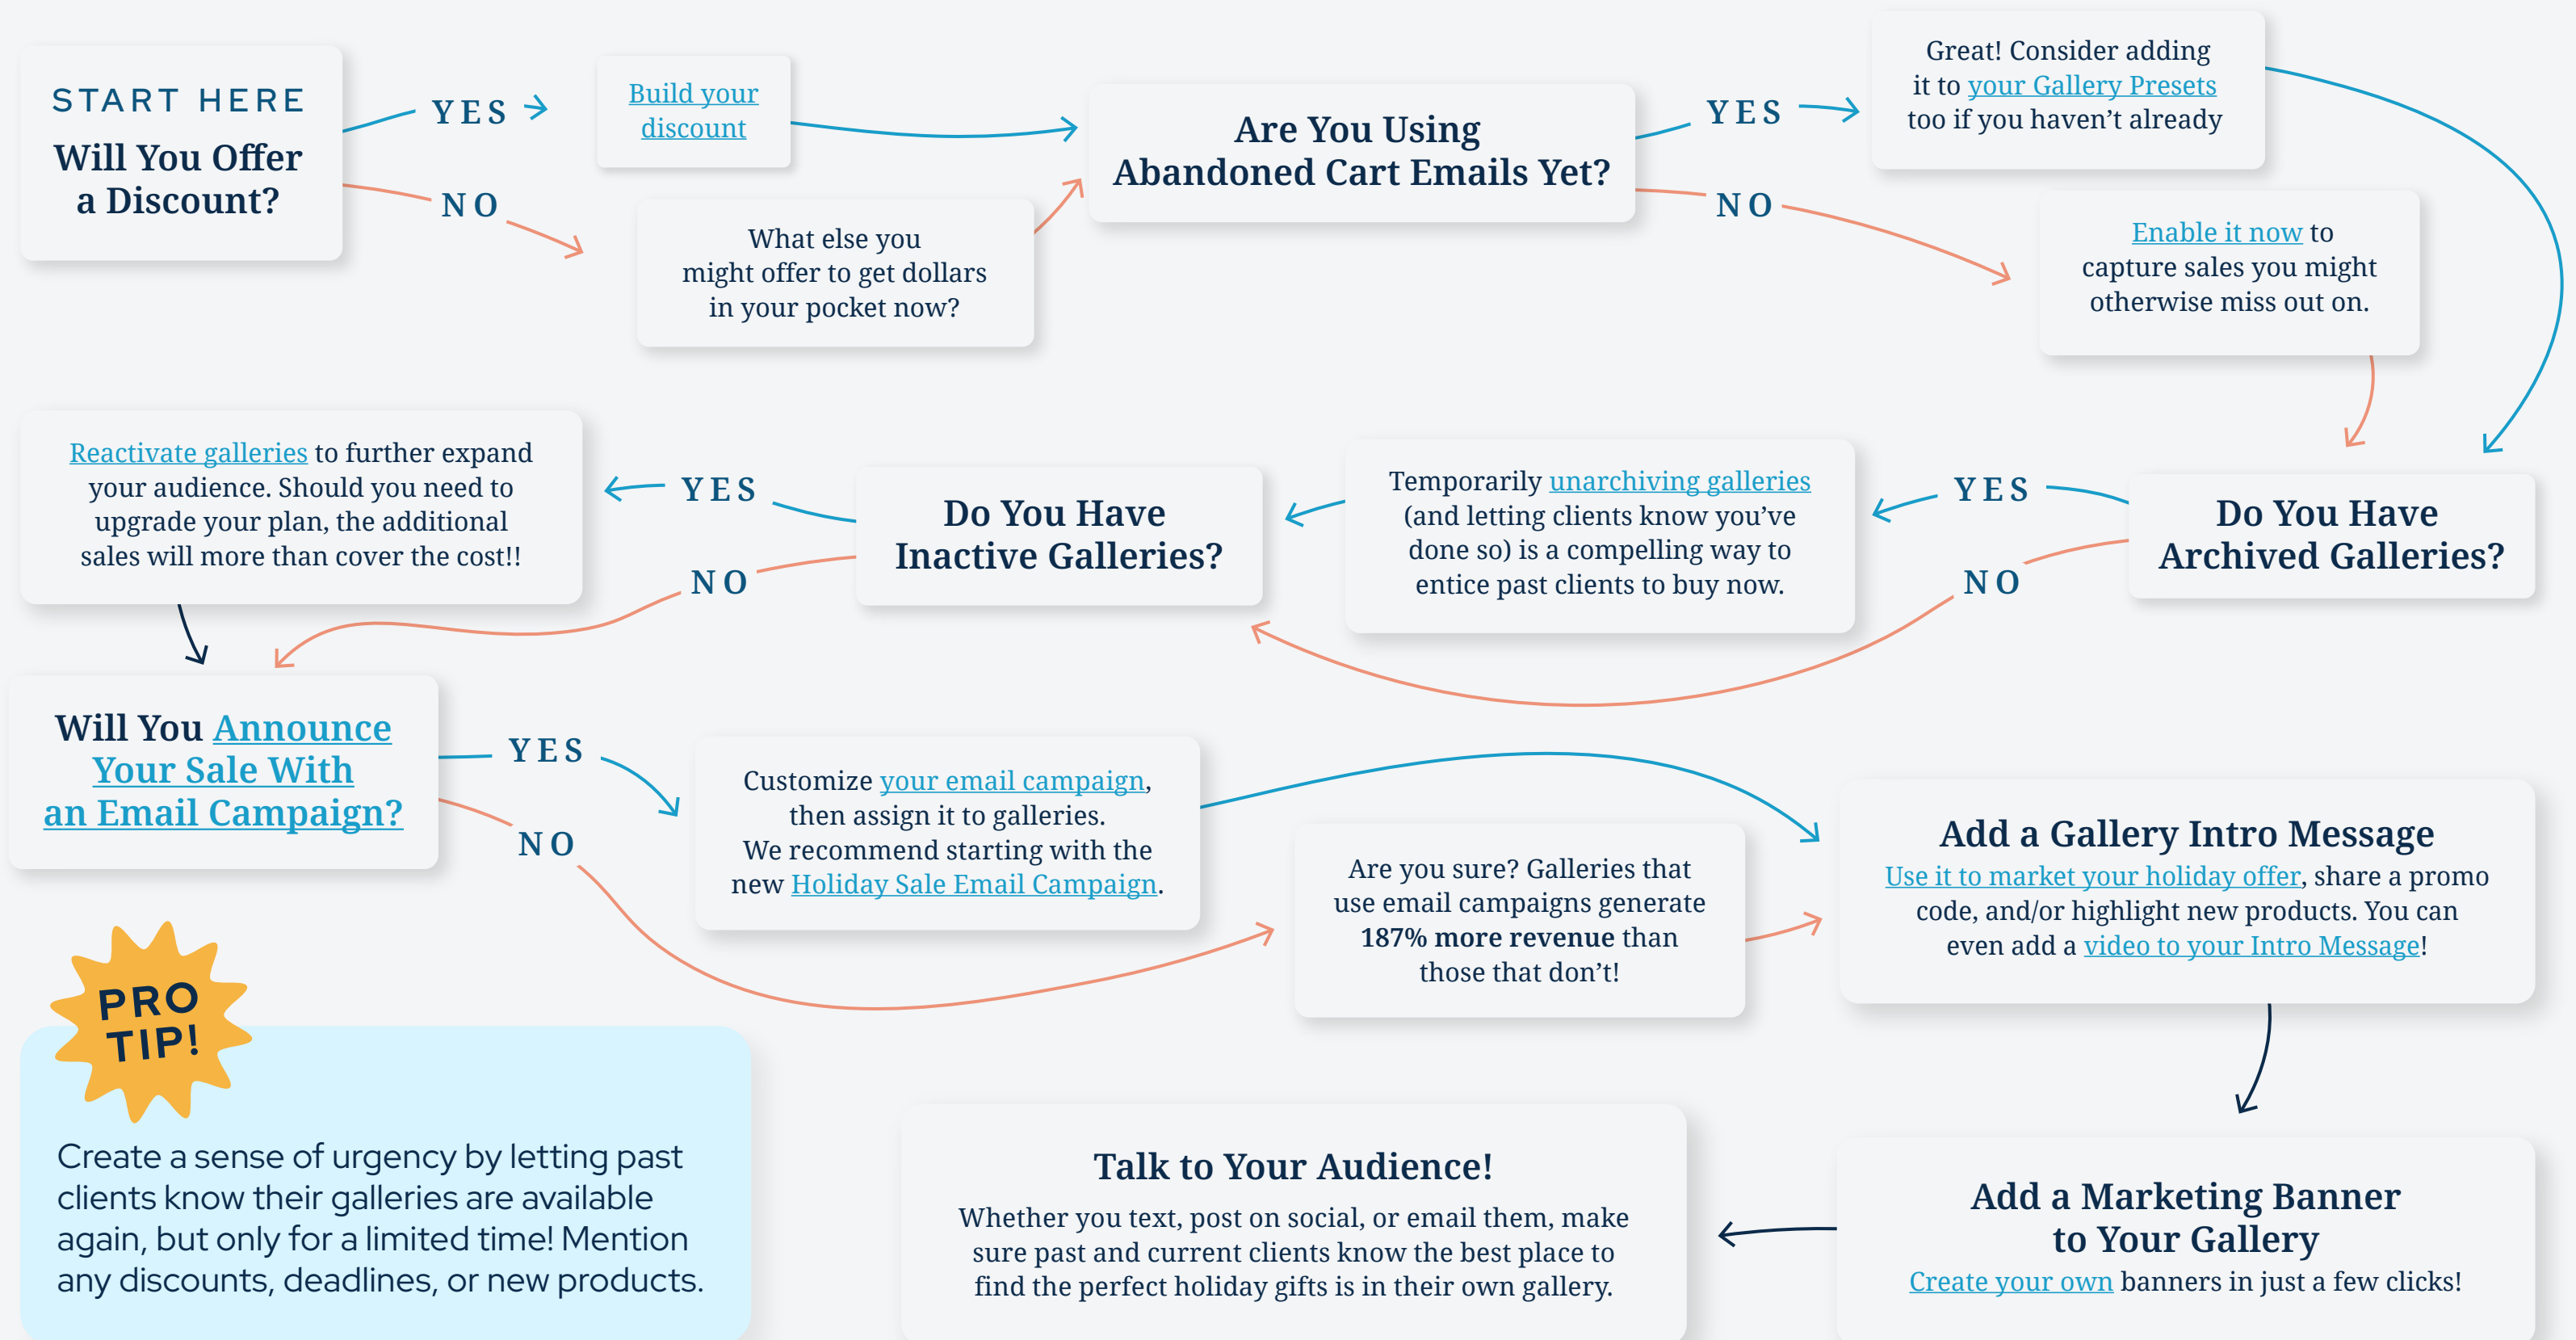 START HERE
Will You Offer
a Discount?
YES
NO
Build your
discount
What else you
might offer to get dollars
in your pocket now?
Are You Using
Abandoned Cart Emails Yet?
YES
NO
Great! Consider adding
it to your Gallery Presets
too if you haven’t already
Enable it now to
capture sales you might
otherwise miss out on.
Do You Have
Archived Galleries?
YES
NO
Temporarily unarchiving galleries
(and letting clients know you’ve
done so) is a compelling way to
entice past clients to buy now.
Do You Have
Inactive Galleries?
YES
NO
Reactivate galleries to further expand
your audience. Should you need to
upgrade your plan, the additional
sales will more than cover the cost!!
Will You Announce
Your Sale With
an Email Campaign?
YES
NO
Customize your email campaign,
then assign it to galleries.
We recommend starting with the
new Holiday Sale Email Campaign.
Are you sure? Galleries that
use email campaigns generate
187% more revenue than
those that don’t!
Add a Gallery Intro Message
Use it to market your holiday offer, share a promo
code, and/or highlight new products. You can
even add a video to your Intro Message!
Add a Marketing Banner
to Your Gallery
Create your own banners in just a few clicks!
Talk to Your Audience!
Whether you text, post on social, or email them, make
sure past and current clients know the best place to
find the perfect holiday gifts is in their own gallery.
PRO
TIP!
Create a sense of urgency by letting past
clients know their galleries are available
again, but only for a limited time! Mention
any discounts, deadlines, or new products.